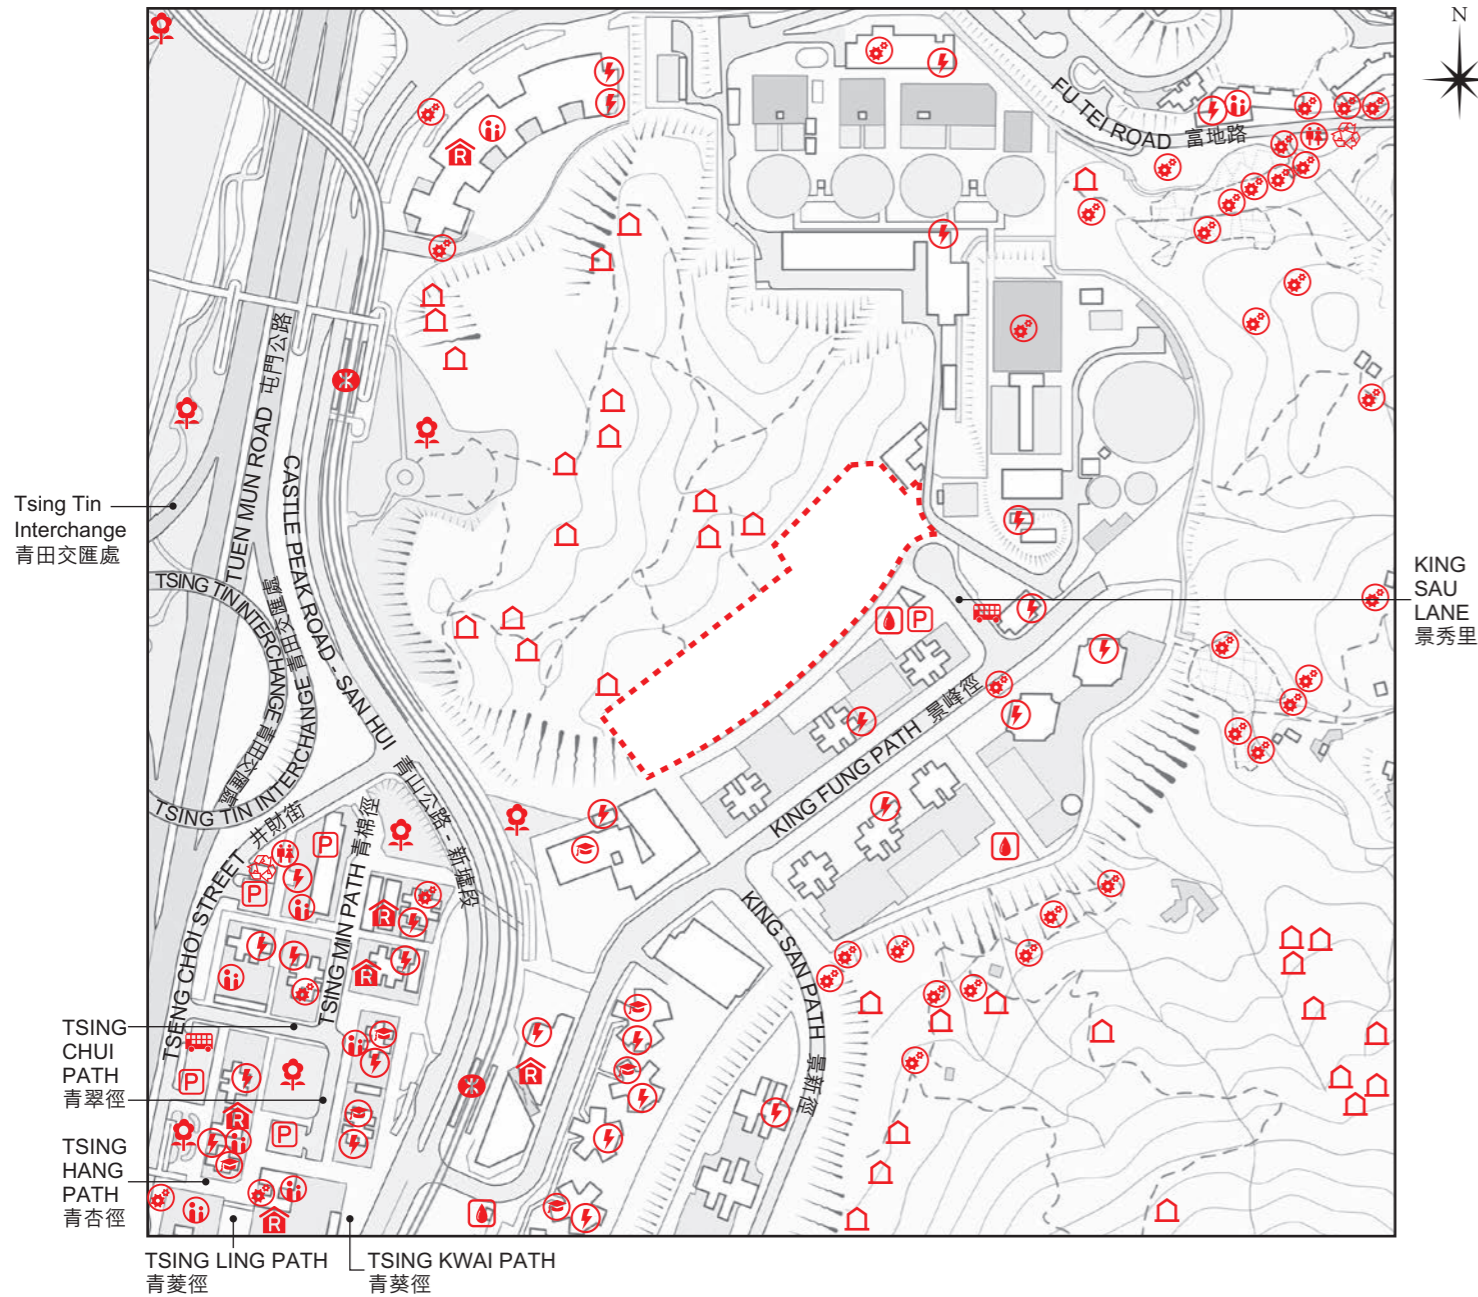 N
FU TEI ROAD 富地路
TUEN MUN ROAD 屯門公路
CASTLE PEAK ROAD - SAN HUI 青山公路 - 新墟段
Tsing Tin
Interchange
青田交匯處
TSING TIN INTERCHANGE 青田交匯處
TSING TIN INTERCHANGE 青田交匯處
KING
SAU
LANE
景秀里
KING FUNG PATH 景峰徑
KING SAN PATH 景新徑
TSENG CHOI STREET 井財街
TSING MIN PATH 青棉徑
TSING
CHUI
PATH
青翠徑
TSING
HANG
PATH
青杏徑
TSING LING PATH
青菱徑
TSING KWAI PATH
青葵徑
R
P
P
P
R
R
P
R
P
R
R